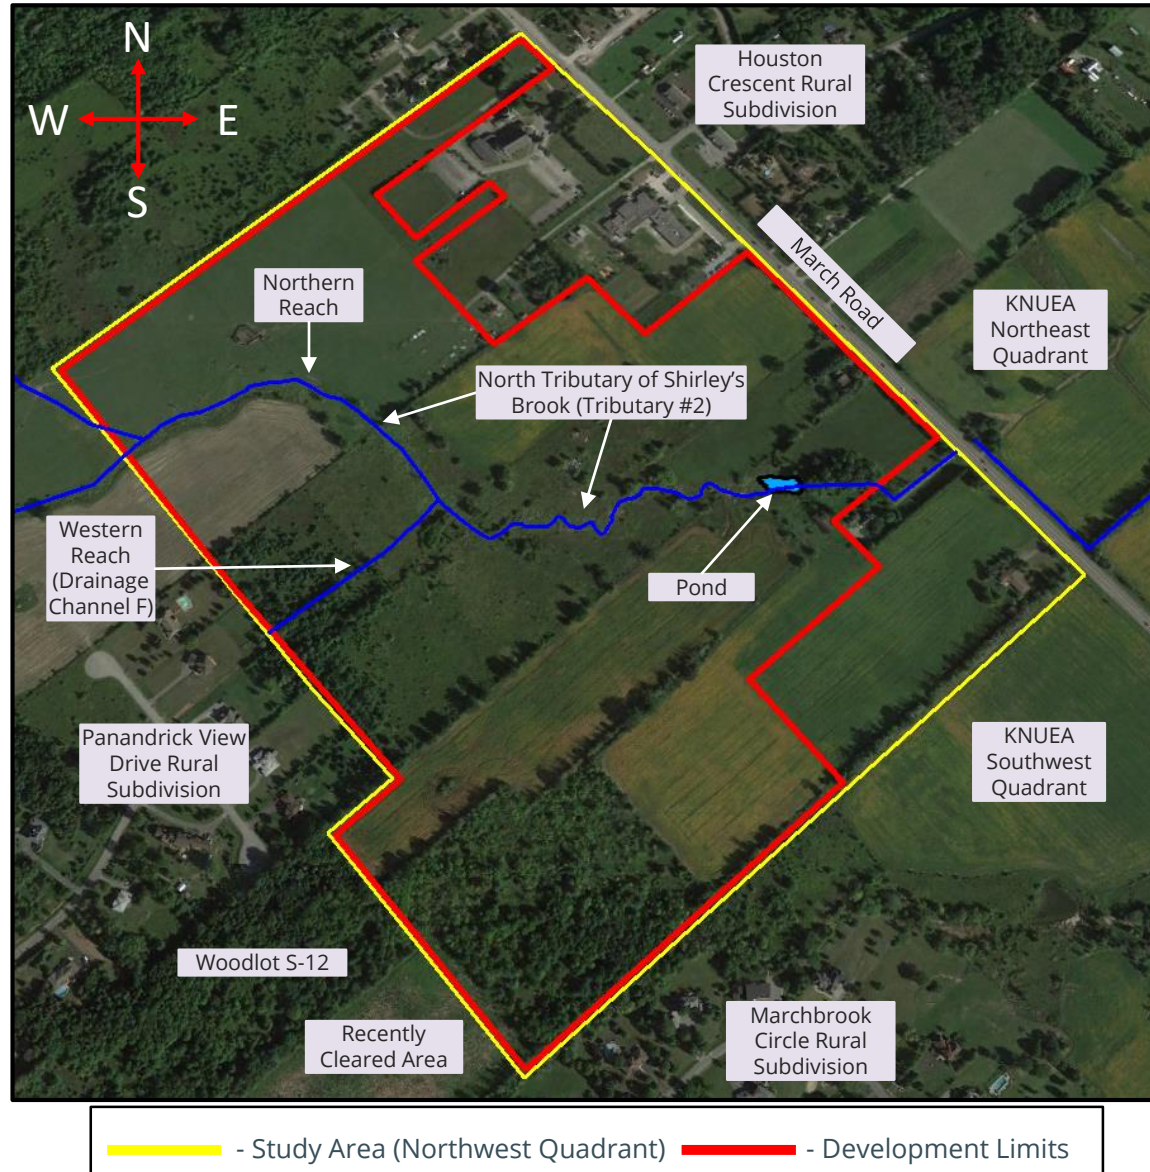 N
W
E
S
Houston
Crescent Rural
Subdivision
March Road
Northern
Reach
KNUEA
Northeast
Quadrant
North Tributary of Shirley's
Brook (Tributary #2)
Western
Reach
(Drainage
Channel F)
Pond
Panandrick View
Drive Rural
Subdivision
KNUEA
Southwest
Quadrant
Woodlot S-12
Recently
Cleared Area
Marchbrook
Circle Rural
Subdivision
- Study Area (Northwest Quadrant)
- Development Limits